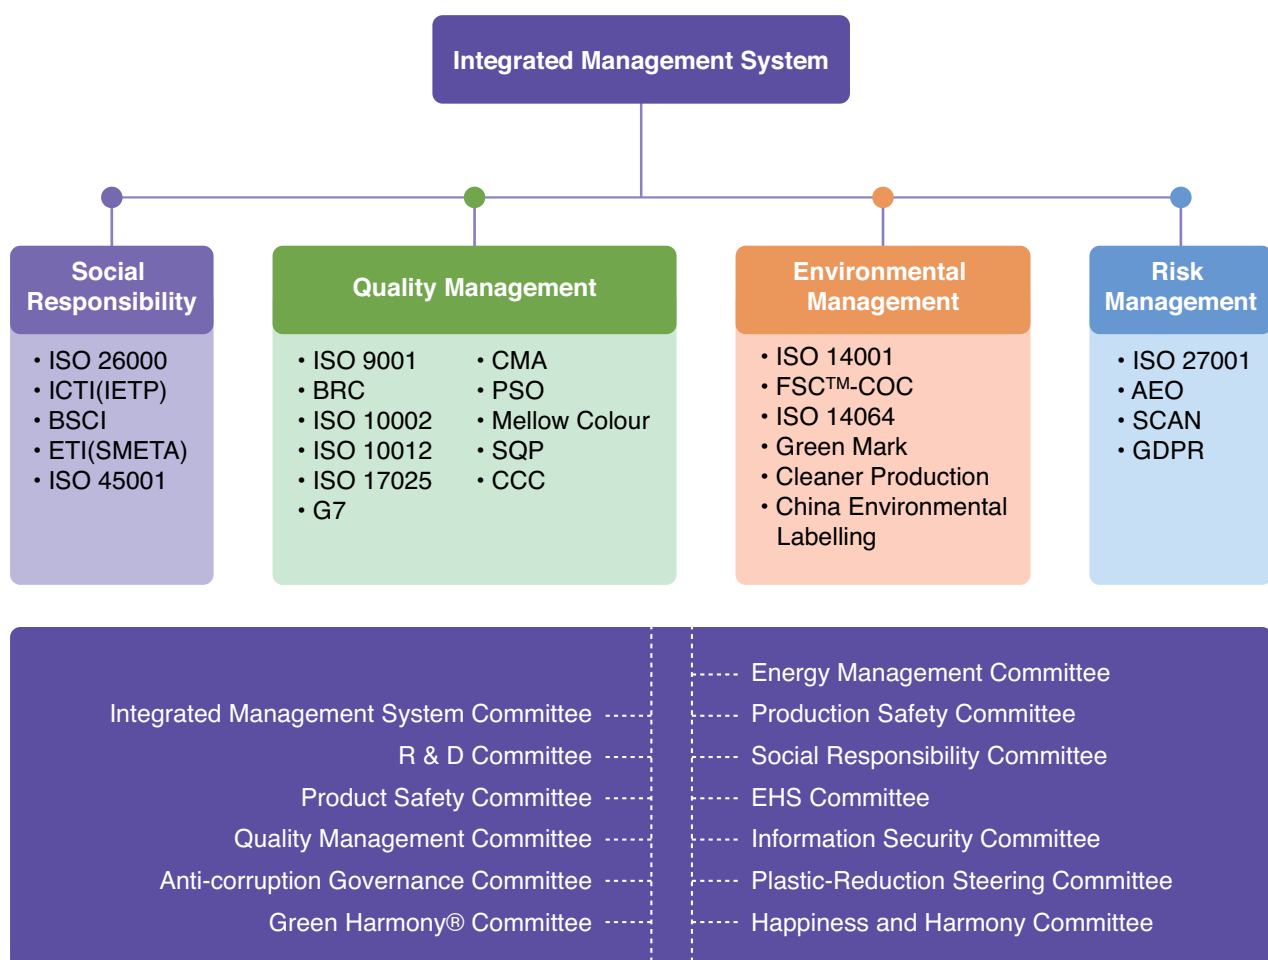 Integrated Management System
Social
Responsibility
• ISO 26000
• ICTI(IETP)
• BSCI
• ETI(SMETA)
• ISO 45001
Quality Management
• ISO 9001
• BRC
• ISO 10002
• ISO 10012
• ISO 17025
• G7
• CMA
• PSO
• Mellow Colour
• SQP
• CCC
Environmental
Management
• ISO 14001
• FSC™-COC
• ISO 14064
• Green Mark
• Cleaner Production
• China Environmental
Labelling
Risk
Management
• ISO 27001
• AEO
• SCAN
• GDPR
Integrated Management System Committee
R & D Committee
Product Safety Committee
Quality Management Committee
Anti-corruption Governance Committee
Green Harmony® Committee
Energy Management Committee
Production Safety Committee
Social Responsibility Committee
EHS Committee
Information Security Committee
Plastic-Reduction Steering Committee
Happiness and Harmony Committee